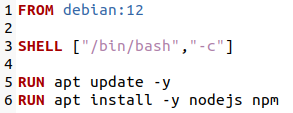 1 FROM debian:12
2
3 SHELL ["/bin/bash","-c"]
4
5 RUN apt update -y
6 RUN apt install -y nodejs npm